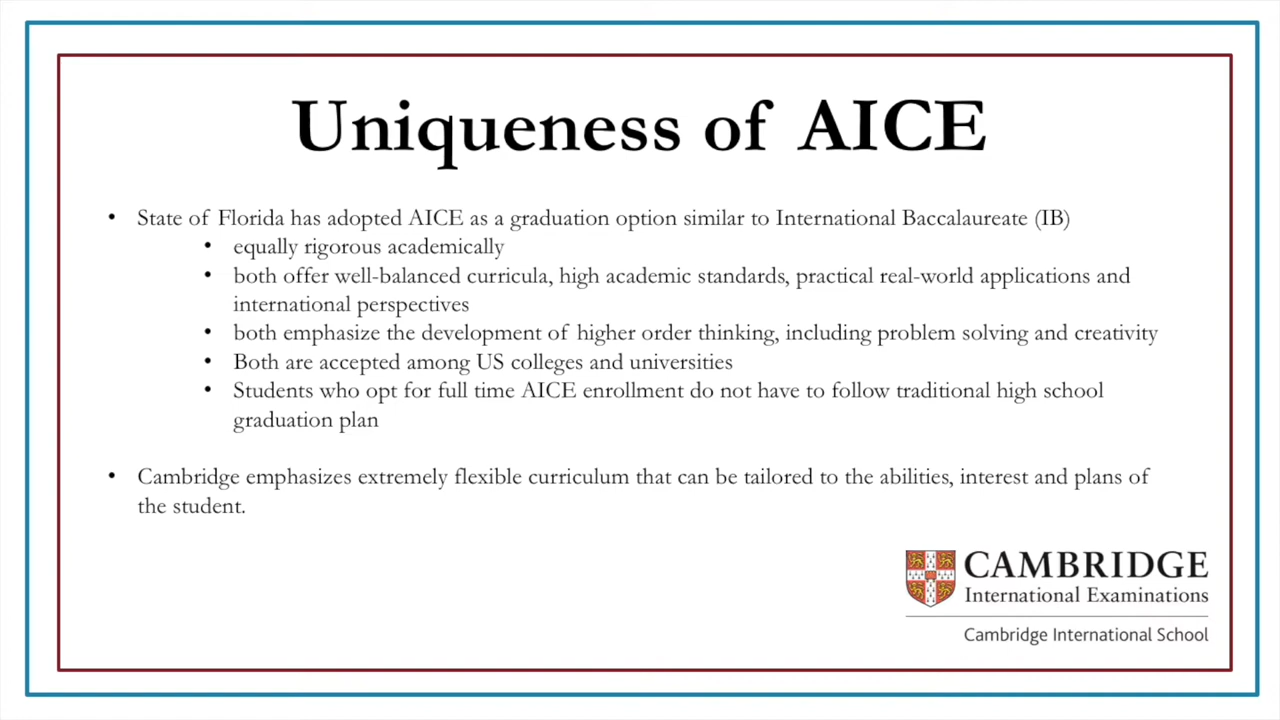 Uniqueness of AICE
• State of Florida has adopted AICE as a graduation option similar to International Baccalaureate (IB)
• equally rigorous academically
• both offer well-balanced curricula, high academic standards, practical real-world applications and
international perspectives
• both emphasize the development of higher order thinking, including problem solving and creativity
• Both are accepted among US colleges and universities
• Students who opt for full time AICE enrollment do not have to follow traditional high school
graduation plan
• Cambridge emphasizes extremely flexible curriculum that can be tailored to the abilities, interest and plans of
the student.
CAMBRIDGE
International Examinations
Cambridge International School